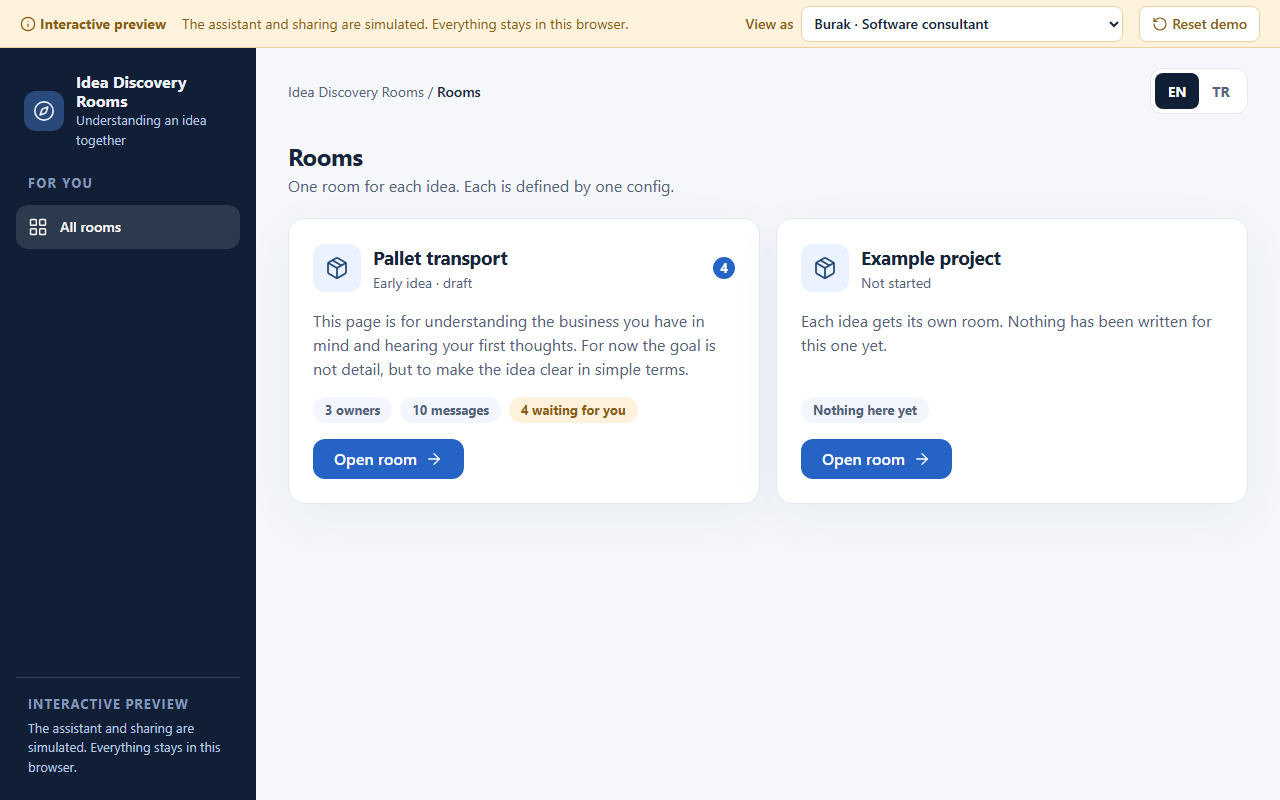 Interactive preview The assistant and sharing are simulated. Everything stays in this browser. View as Burak · Software consultant Reset demo
Idea Discovery
Rooms
Understanding an idea
together
FOR YOU
All rooms
INTERACTIVE PREVIEW
The assistant and sharing are
simulated. Everything stays in this
browser.
Idea Discovery Rooms / Rooms
EN TR
Rooms
One room for each idea. Each is defined by one config.
Pallet transport
Early idea · draft
4
This page is for understanding the business you have in
mind and hearing your first thoughts. For now the goal is
not detail, but to make the idea clear in simple terms.
3 owners 10 messages 4 waiting for you
Open room
Example project
Not started
Each idea gets its own room. Nothing has been written for
this one yet.
Nothing here yet
Open room